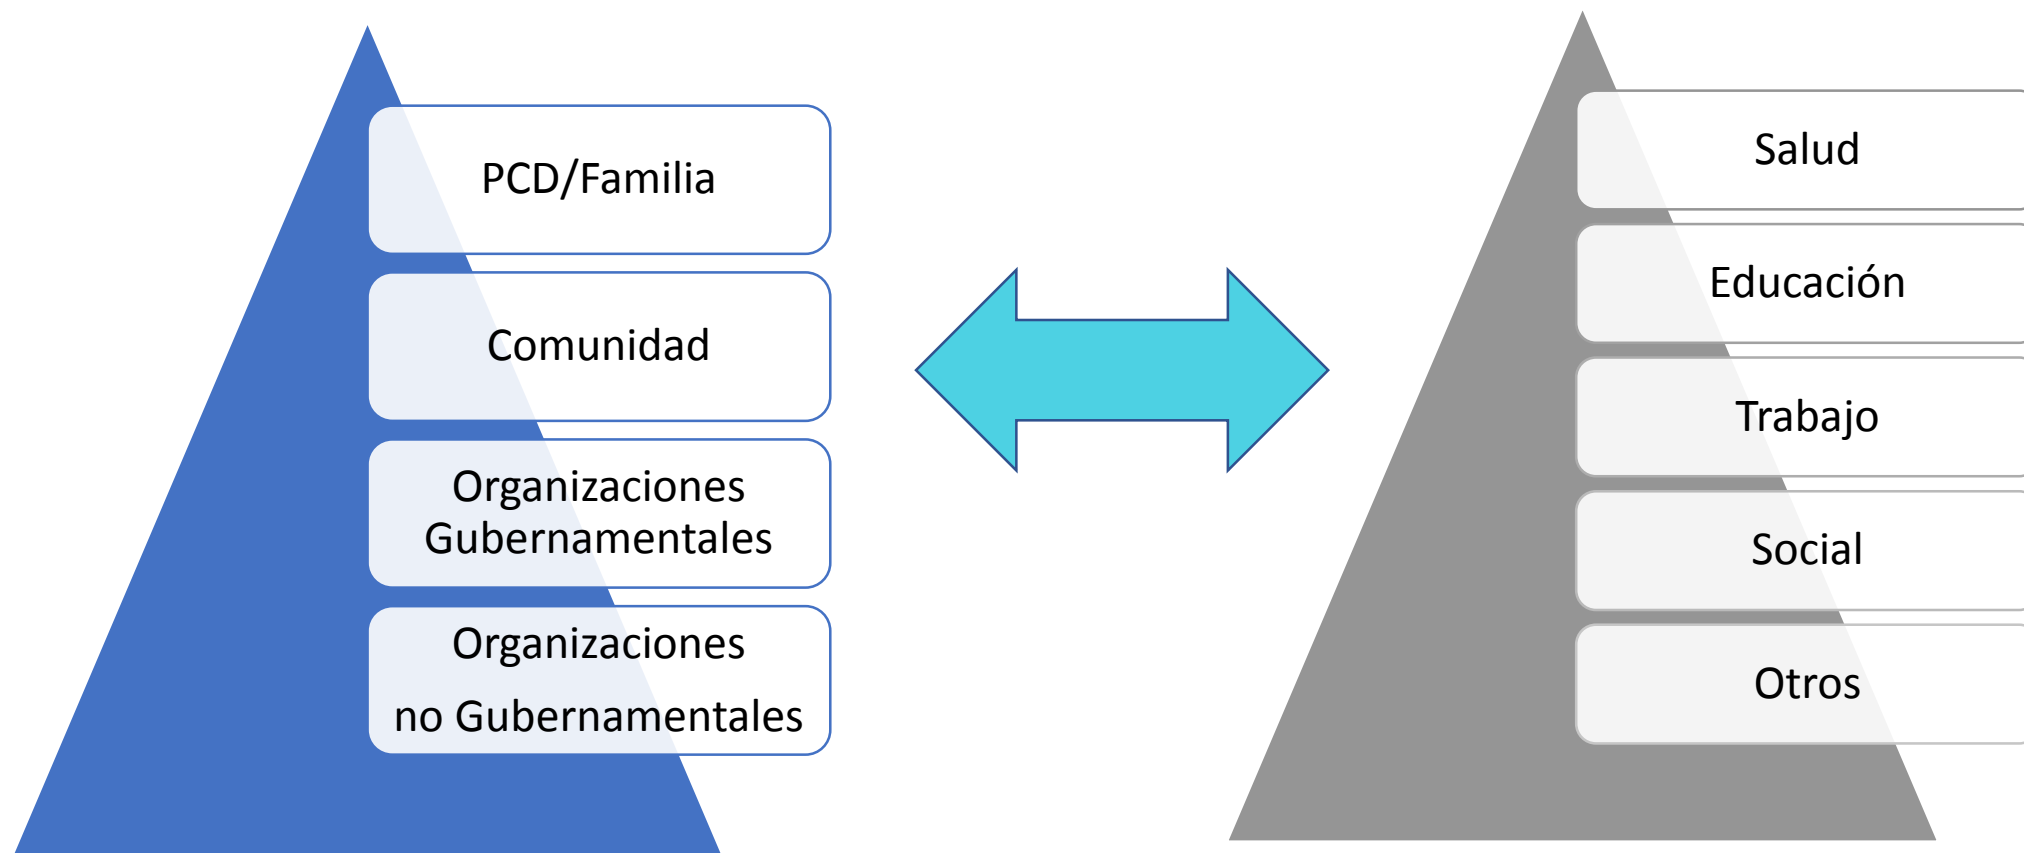 PCD/Familia
Comunidad
Organizaciones
Gubernamentales
Organizaciones
no Gubernamentales
Salud
Educación
Trabajo
Social
Otros